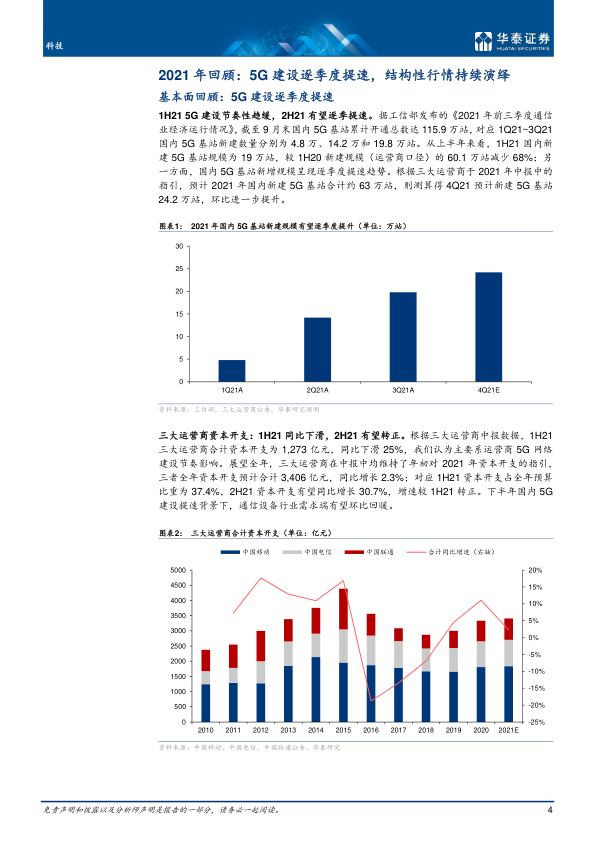 科技
华泰证券
HUATAI SECURITIES
2021 年回顾：5G 建设逐季度提速，结构性行情持续演绎
基本面回顾：5G 建设逐季度提速
1H21 5G 建设节奏性趋缓，2H21 有望逐季提速。据工信部发布的《2021 年前三季度通信
业经济运行情况》，截至 9 月末国内 5G 基站累计开通总数达 115.9 万站，对应 1Q21~3Q21
国内 5G 基站新建数量分别为 4.8 万、14.2 万和 19.8 万站。从上半年来看，1H21 国内新
建 5G 基站规模为 19 万站，较 1H20 新建规模（运营商口径）的 60.1 万站减少 68%；另
一方面，国内 5G 基站新增规模呈现逐季度提速趋势。根据三大运营商于 2021 年中报中的
指引，预计 2021 年国内新建 5G 基站合计约 63 万站，则测算得 4Q21 预计新建 5G 基站
24.2 万站，环比进一步提升。
图表1： 2021 年国内 5G 基站新建规模有望逐季度提升（单位：万站）
30
25
20
15
10
5
0
1Q21A 2Q21A 3Q21A 4Q21E
资料来源：工信部，三大运营商公告，华泰研究预测
三大运营商资本开支：1H21 同比下滑，2H21 有望转正。根据三大运营商中报数据，1H21
三大运营商合计资本开支为 1,273 亿元，同比下滑 25%，我们认为主要系运营商 5G 网络
建设节奏影响。展望全年，三大运营商在中报中均维持了年初对 2021 年资本开支的指引，
三者全年资本开支预计合计 3,406 亿元，同比增长 2.3%；对应 1H21 资本开支占全年预算
比重为 37.4%，2H21 资本开支有望同比增长 30.7%，增速较 1H21 转正。下半年国内 5G
建设提速背景下，通信设备行业需求端有望环比回暖。
图表2： 三大运营商合计资本开支（单位：亿元）
中国移动 中国电信 中国联通 合计同比增速（右轴）
5000 20%
4500 15%
4000 10%
3500 5%
3000 0%
2500 -5%
2000 -10%
1500 -15%
1000 -20%
500 -25%
0
2010 2011 2012 2013 2014 2015 2016 2017 2018 2019 2020 2021E
资料来源：中国移动，中国电信，中国联通公告，华泰研究
免责声明和披露以及分析师声明是报告的一部分，请务必一起阅读。 4